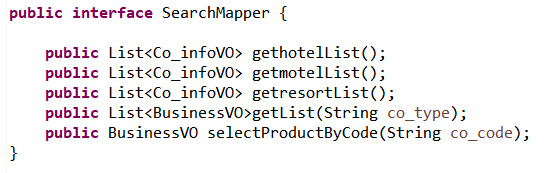 public interface SearchMapper {
public List<Co_infoVO> gethotelList();
public List<Co_infoVO> getmotelList();
public List<Co_infoVO> getresortList();
public List<BusinessVO>getList(String co_type);
public BusinessVO selectProductByCode(String co_code);
}